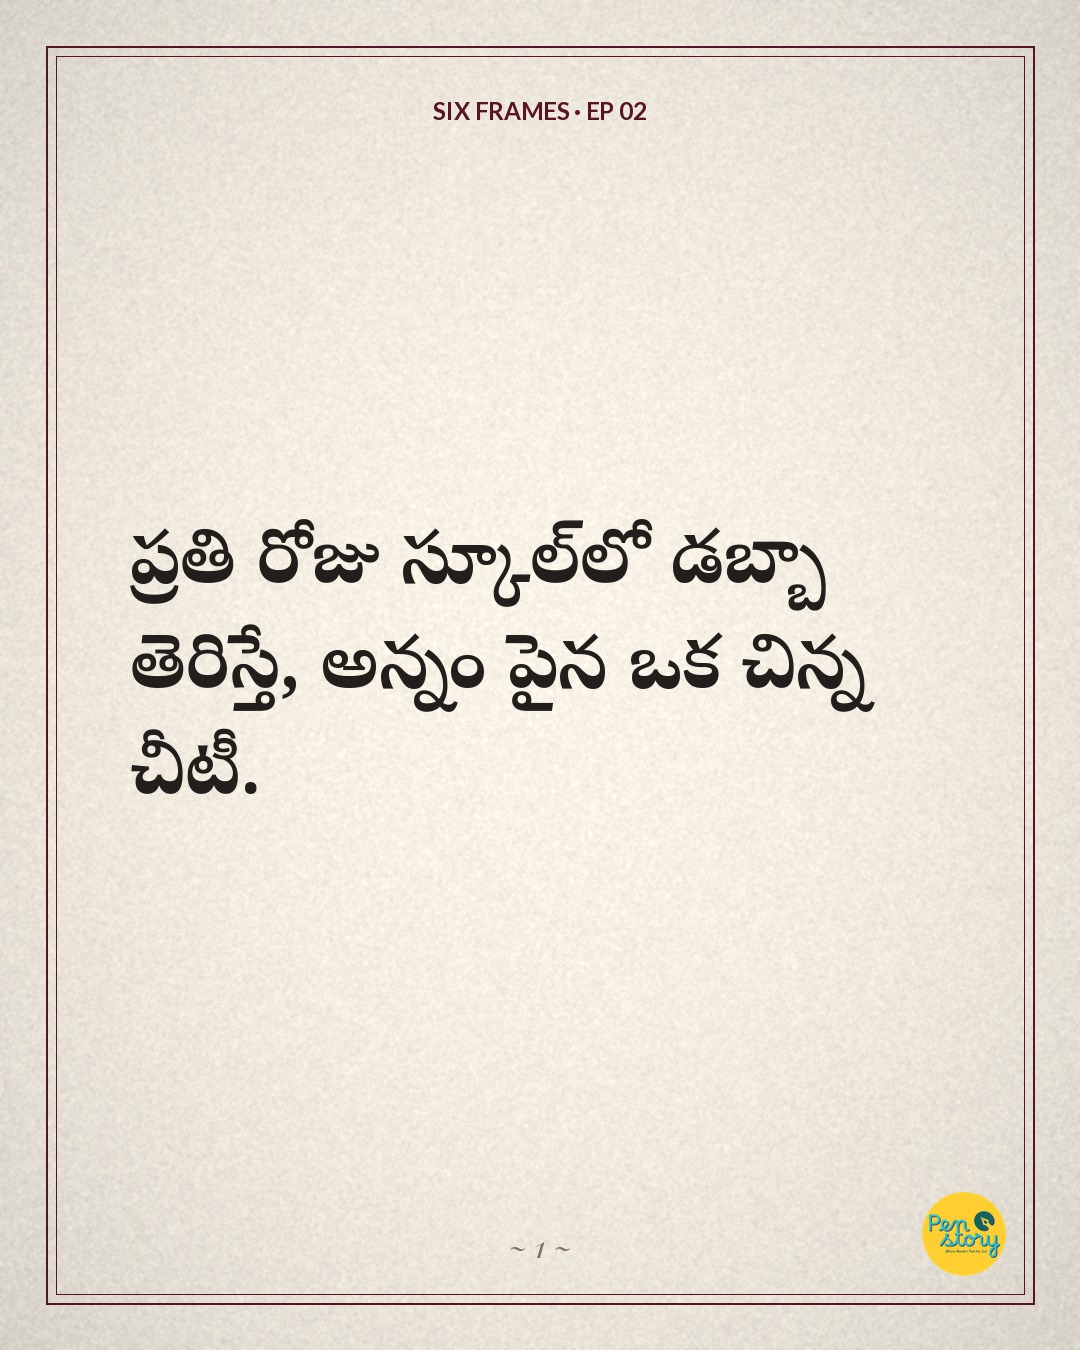 SIX FRAMES · EP 02
ప్రతి రోజు స్కూల్‌లో డబ్బా
తెరిస్తే, అన్నం పైన ఒక చిన్న
చీటీ.
~ 1 ~
Pen
story